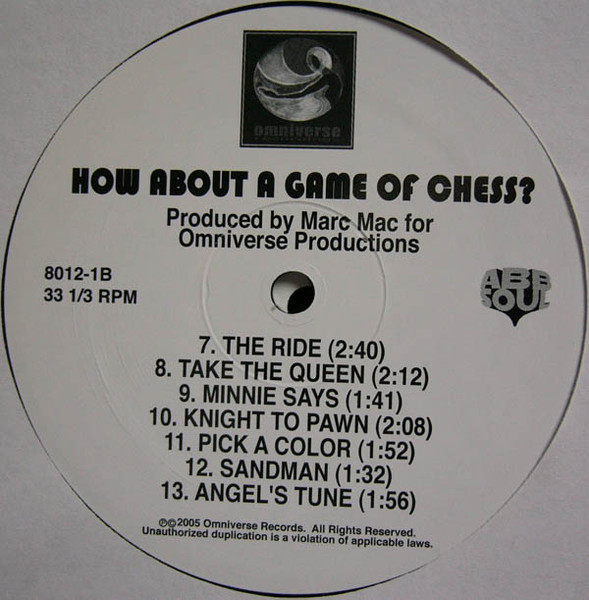 omniverse
HOW ABOUT A GAME OF CHESS?
Produced by Marc Mac for
Omniverse Productions
8012-1B
33 1/3 RPM
ABB
SOUL
7. THE RIDE (2:40)
8. TAKE THE QUEEN (2:12)
9. MINNIE SAYS (1:41)
10. KNIGHT TO PAWN (2:08)
11. PICK A COLOR (1:52)
12. SANDMAN (1:32)
13. ANGEL'S TUNE (1:56)
℗©2005 Omniverse Records. All Rights Reserved.
Unauthorized duplication is a violation of applicable laws.